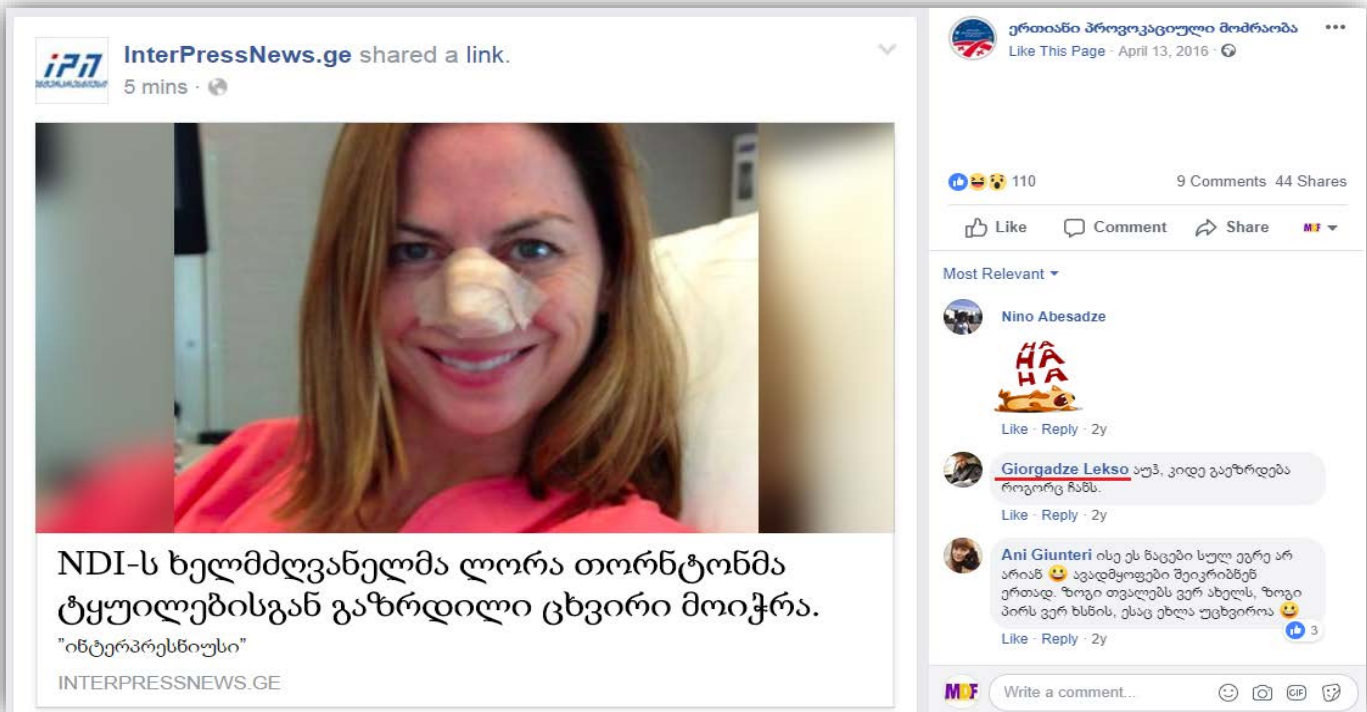 InterPressNews.ge shared a link.
5 mins
NDI-ს ხელმძღვანელმა ლორა თორნტონმა
ტყუილებისგან გაზრდილი ცხვირი მოიჭრა.
"ინტერპრესნიუსი"
INTERPRESSNEWS.GE
ერთიანი პროვოკაციული მოძრაობა
Like This Page · April 13, 2016
110
9 Comments 44 Shares
Like Comment Share MDF
Most Relevant
Nino Abesadze
HA HA
Like · Reply · 2y
Giorgadze Lekso აუჰ, კიდე გაეზრდება
როგორც ჩანს.
Like · Reply · 2y
Ani Giunteri ისე ეს ნაცები სულ ეგრე არ
არიან 😀 ავადმყოფები შეიკრიბნენ
ერთად. ზოგი თვალებს ვერ ახელს, ზოგი
პირს ვერ ხსნის, ესაც ეხლა უცხვიროა 😀
3
Like · Reply · 2y
MDF
Write a comment...
GIF